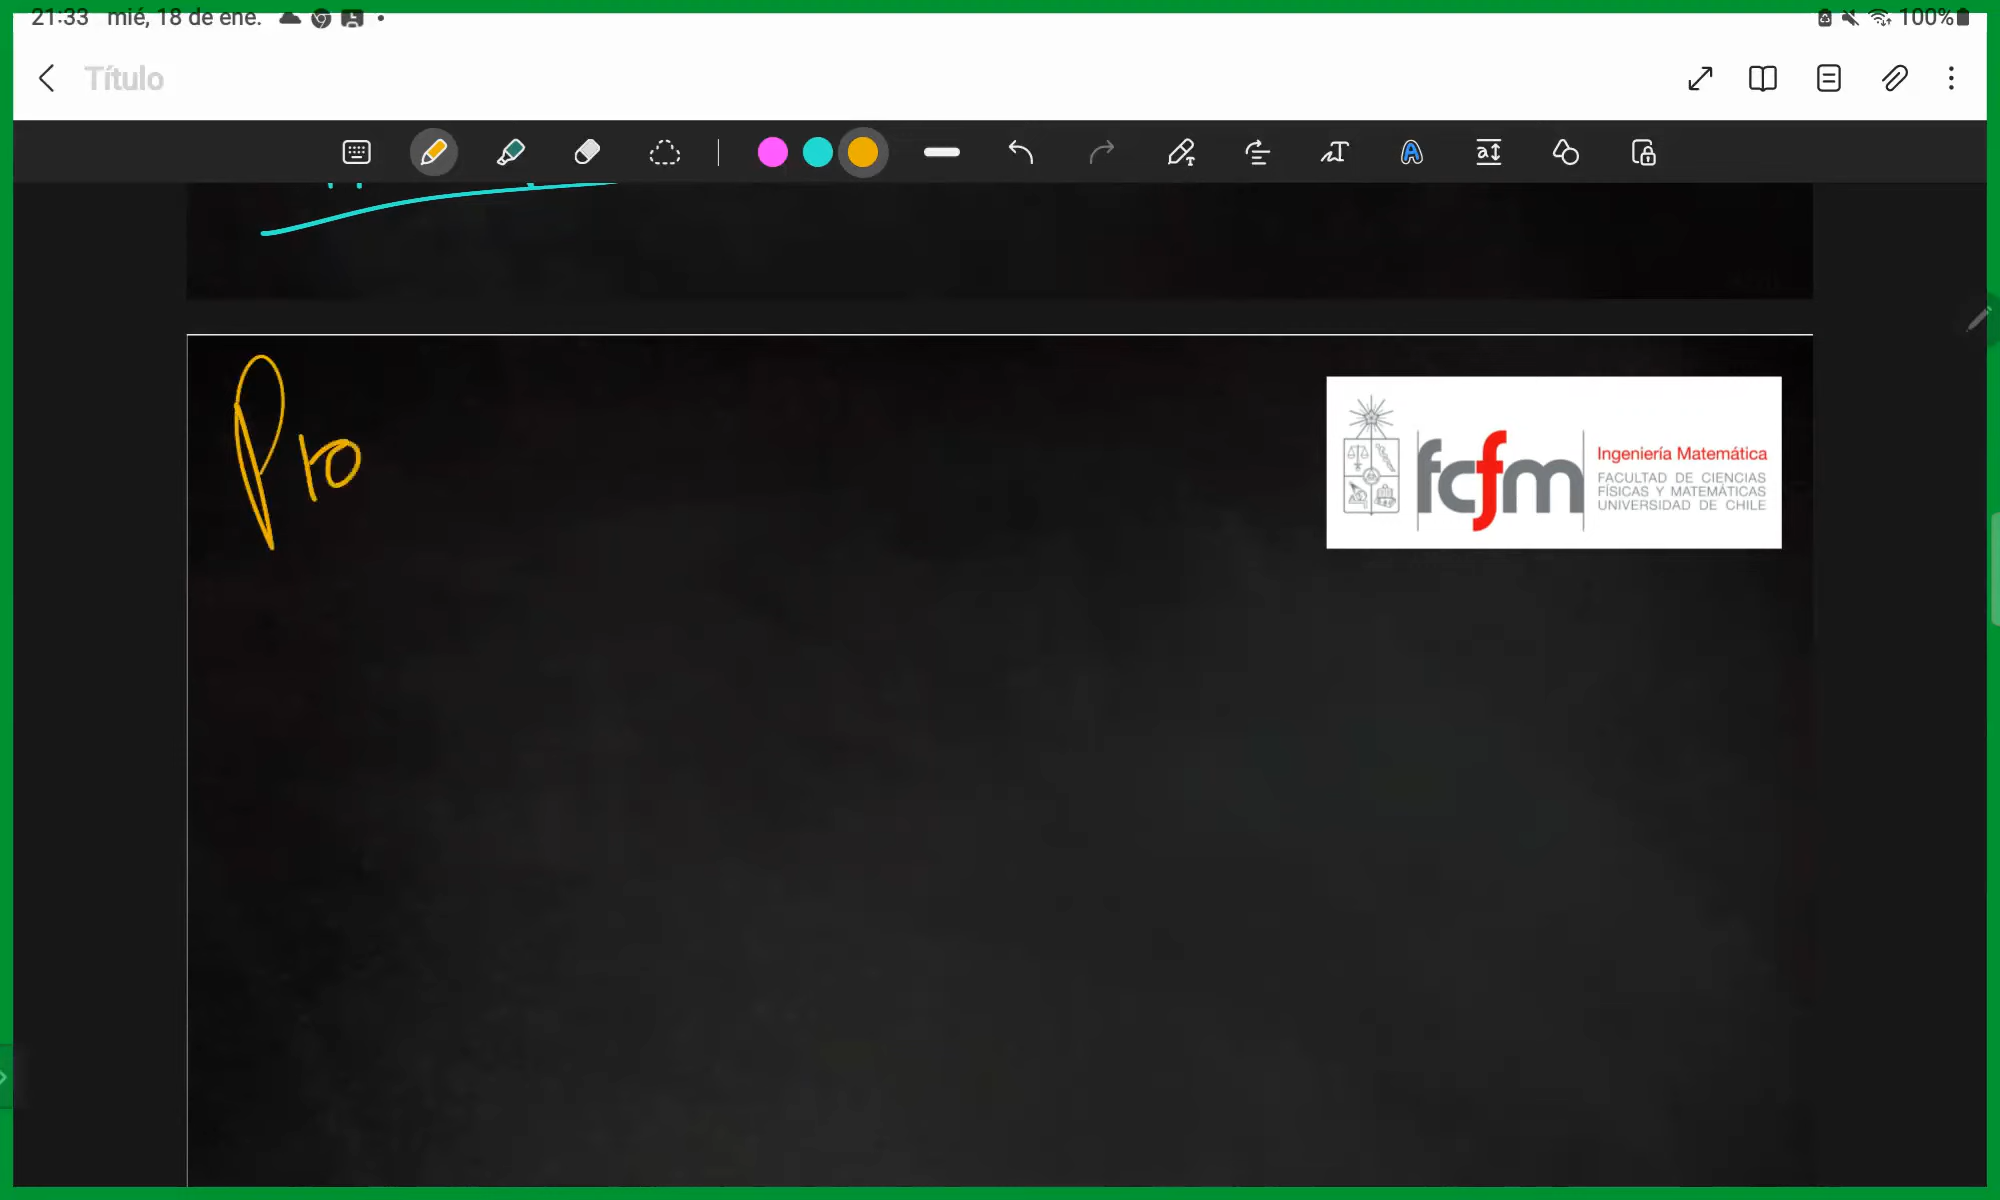 21:33 mié, 18 de ene.
100%
Título
Pro
fcfm
Ingeniería Matemática
FACULTAD DE CIENCIAS
FÍSICAS Y MATEMÁTICAS
UNIVERSIDAD DE CHILE